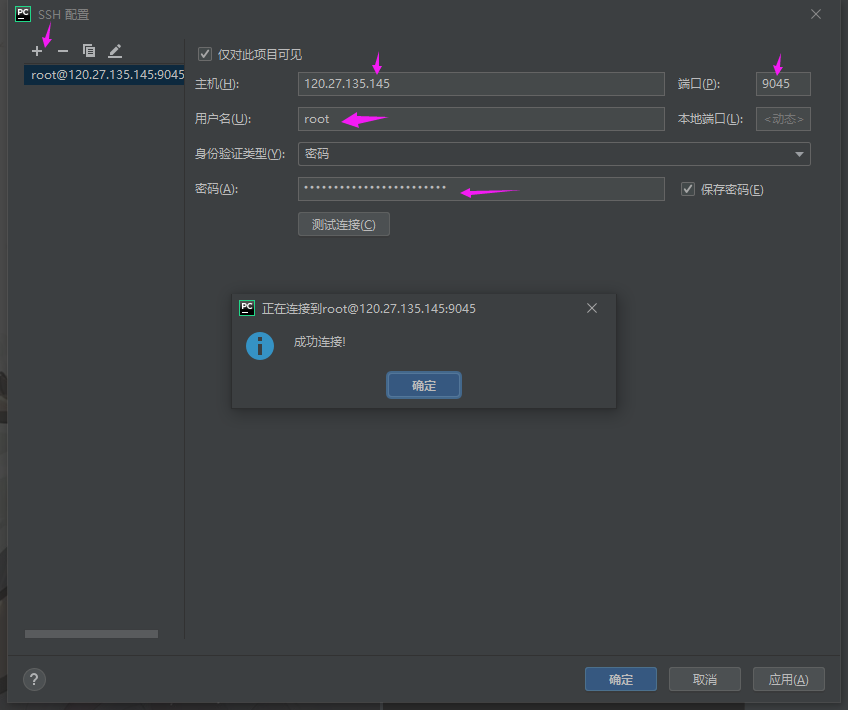 PC SSH 配置
root@120.27.135.145:9045
仅对此项目可见
主机(H): 120.27.135.145 端口(P): 9045
用户名(U): root 本地端口(L): <动态>
身份验证类型(Y): 密码
密码(A): •••••••••••••••••••••••• 保存密码(E)
测试连接(C)
PC 正在连接到root@120.27.135.145:9045
成功连接!
确定
? 确定 取消 应用(A)